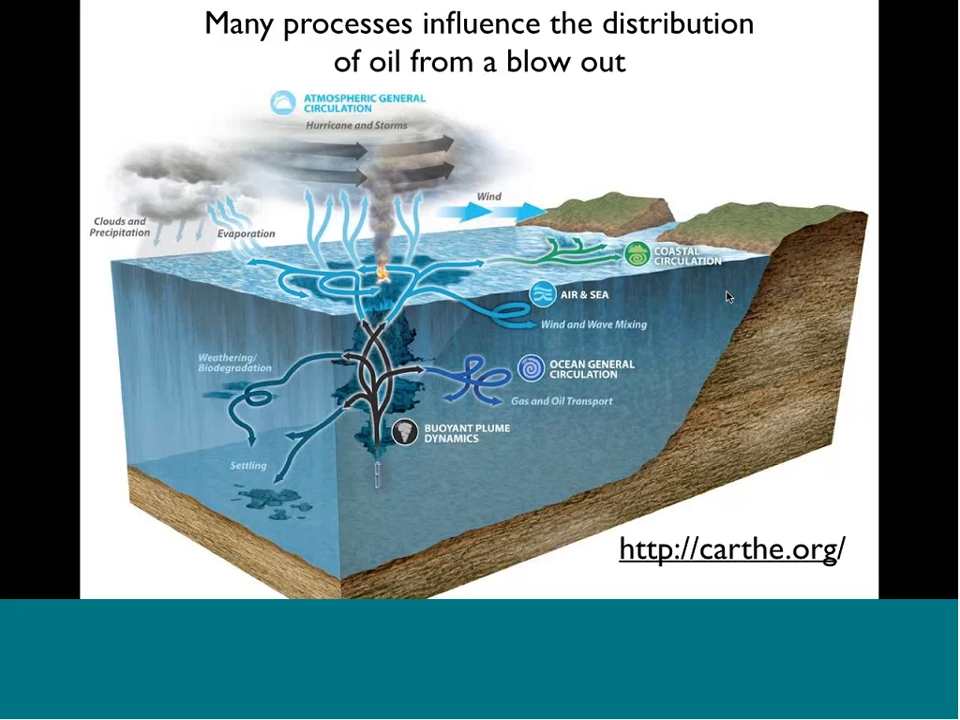 Many processes influence the distribution
of oil from a blow out
ATMOSPHERIC GENERAL
CIRCULATION
Hurricane and Storms
Wind
Clouds and
Precipitation
Evaporation
COASTAL
CIRCULATION
AIR & SEA
Wind and Wave Mixing
Weathering/
Biodegradation
OCEAN GENERAL
CIRCULATION
Gas and Oil Transport
BUOYANT PLUME
DYNAMICS
Settling
http://carthe.org/